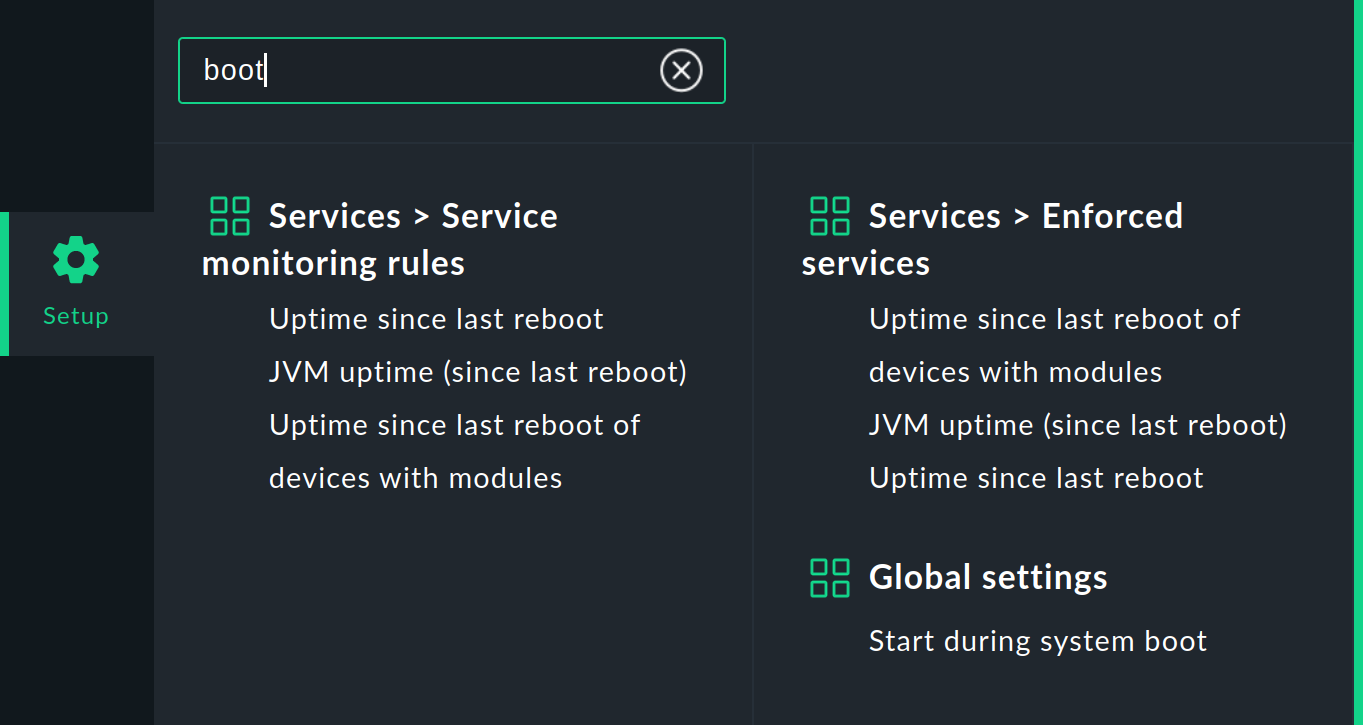 boot
Setup
Services > Service
monitoring rules
Uptime since last reboot
JVM uptime (since last reboot)
Uptime since last reboot of
devices with modules
Services > Enforced
services
Uptime since last reboot of
devices with modules
JVM uptime (since last reboot)
Uptime since last reboot
Global settings
Start during system boot